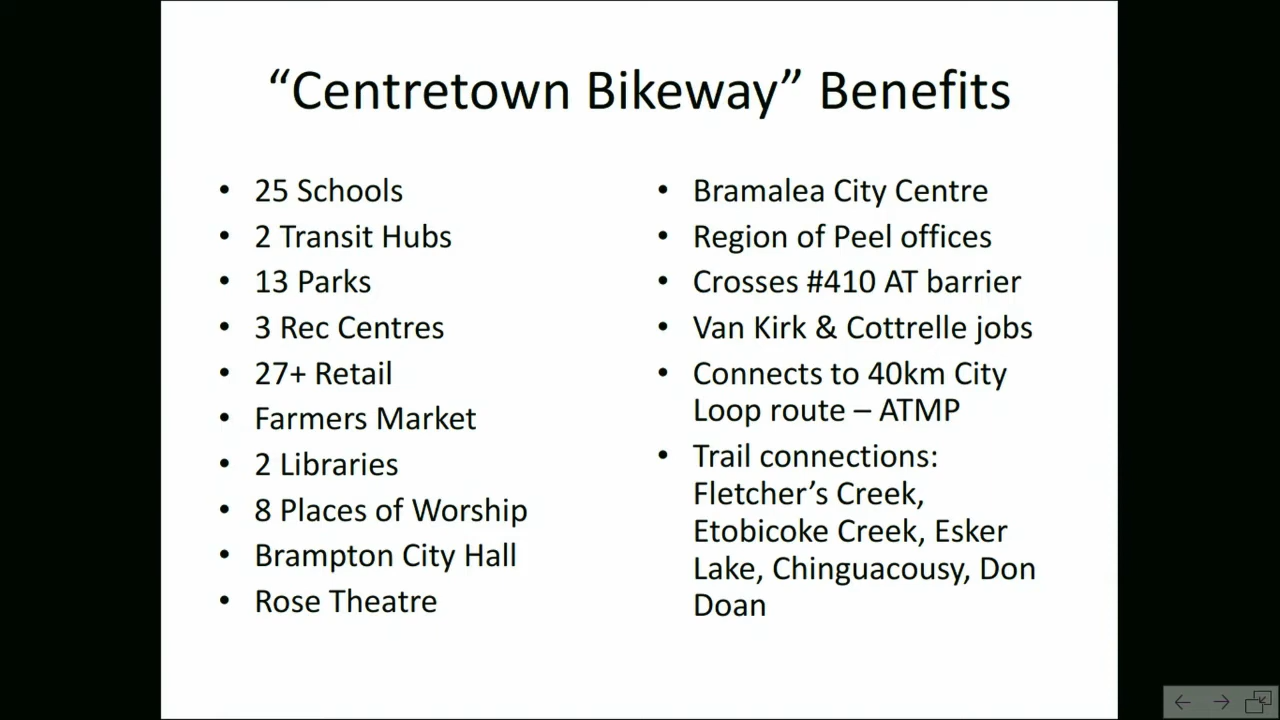 “Centretown Bikeway” Benefits
• 25 Schools
• 2 Transit Hubs
• 13 Parks
• 3 Rec Centres
• 27+ Retail
• Farmers Market
• 2 Libraries
• 8 Places of Worship
• Brampton City Hall
• Rose Theatre
• Bramalea City Centre
• Region of Peel offices
• Crosses #410 AT barrier
• Van Kirk & Cottrelle jobs
• Connects to 40km City
Loop route – ATMP
• Trail connections:
Fletcher’s Creek,
Etobicoke Creek, Esker
Lake, Chinguacousy, Don
Doan